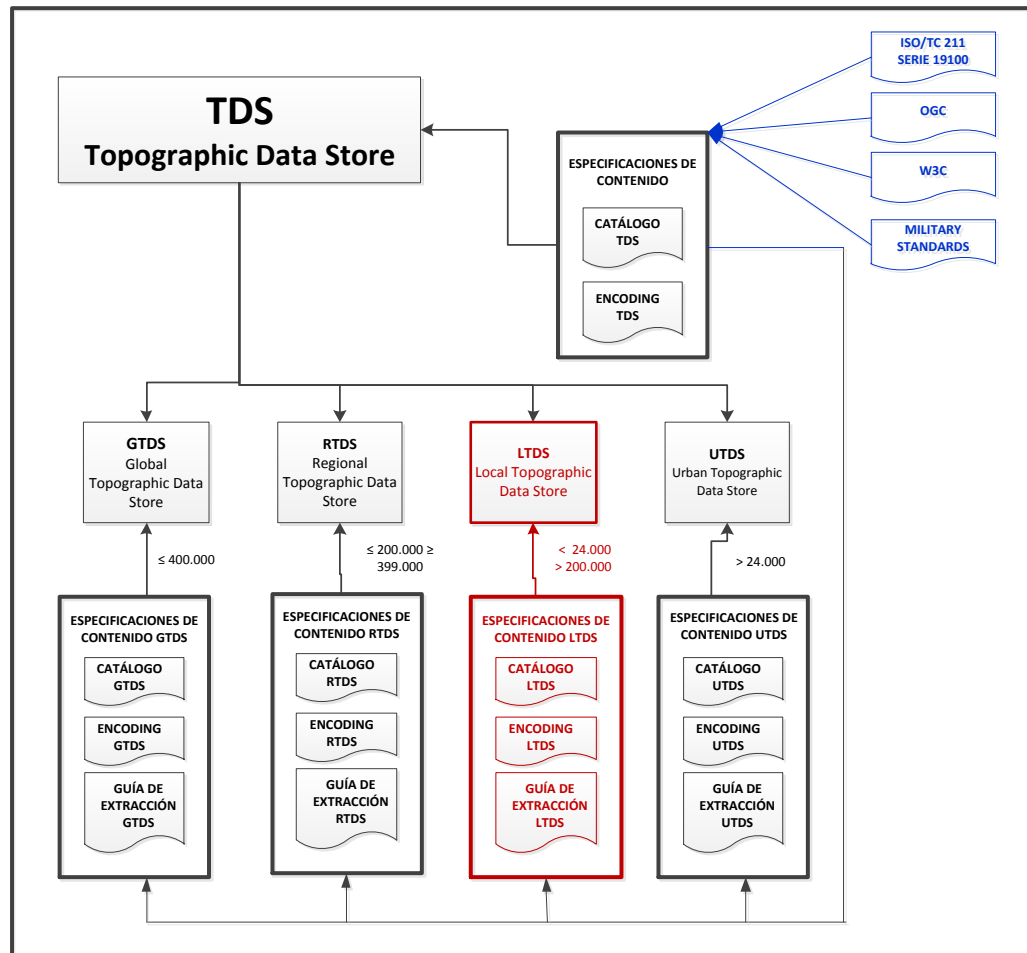 TDS
Topographic Data Store
ISO/TC 211
SERIE 19100
OGC
W3C
MILITARY
STANDARDS
ESPECIFICACIONES DE
CONTENIDO
CATÁLOGO
TDS
ENCODING
TDS
GTDS
Global
Topographic Data
Store
RTDS
Regional
Topographic Data
Store
LTDS
Local Topographic
Data Store
UTDS
Urban Topographic
Data Store
≤ 400.000
≤ 200.000 ≥
399.000
< 24.000
> 200.000
> 24.000
ESPECIFICACIONES DE
CONTENIDO GTDS
CATÁLOGO
GTDS
ENCODING
GTDS
GUÍA DE
EXTRACCIÓN
GTDS
ESPECIFICACIONES DE
CONTENIDO RTDS
CATÁLOGO
RTDS
ENCODING
RTDS
GUÍA DE
EXTRACCIÓN
RTDS
ESPECIFICACIONES DE
CONTENIDO LTDS
CATÁLOGO
LTDS
ENCODING
LTDS
GUÍA DE
EXTRACCIÓN
LTDS
ESPECIFICACIONES DE
CONTENIDO UTDS
CATÁLOGO
UTDS
ENCODING
UTDS
GUÍA DE
EXTRACCIÓN
UTDS